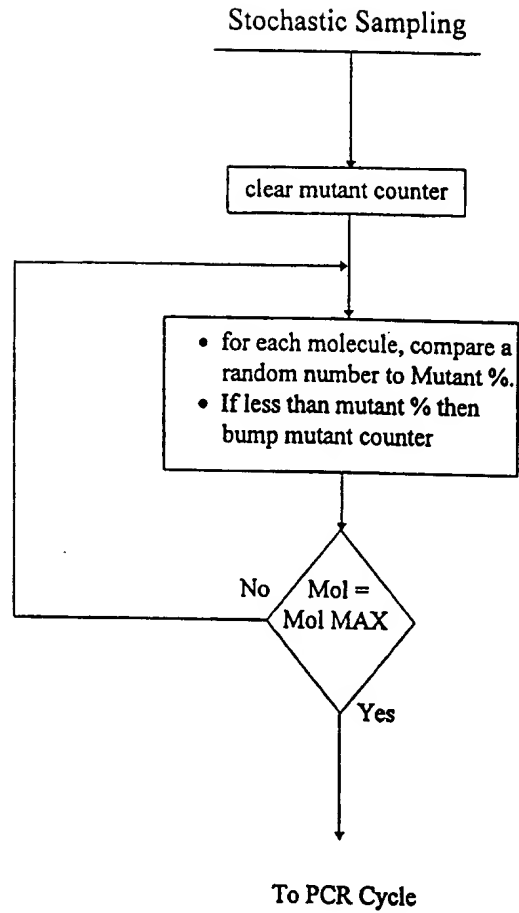 Stochastic Sampling
clear mutant counter
• for each molecule, compare a
random number to Mutant %.
• If less than mutant % then
bump mutant counter
No
Mol =
Mol MAX
Yes
To PCR Cycle